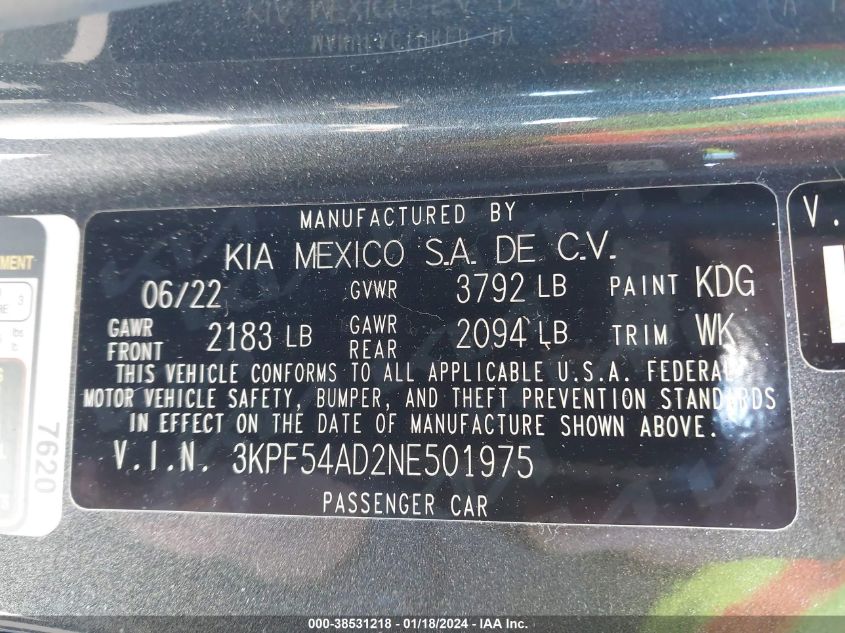 MANUFACTURED BY
KIA MEXICO S.A. DE C.V.
06/22 GVWR 3792 LB PAINT KDG
GAWR FRONT 2183 LB GAWR REAR 2094 LB TRIM WK
THIS VEHICLE CONFORMS TO ALL APPLICABLE U.S.A. FEDERAL
MOTOR VEHICLE SAFETY, BUMPER, AND THEFT PREVENTION STANDARDS
IN EFFECT ON THE DATE OF MANUFACTURE SHOWN ABOVE.
V.I.N. 3KPF54AD2NE501975
PASSENGER CAR
7620
V.
000-38531218 - 01/18/2024 - © IAA Inc.